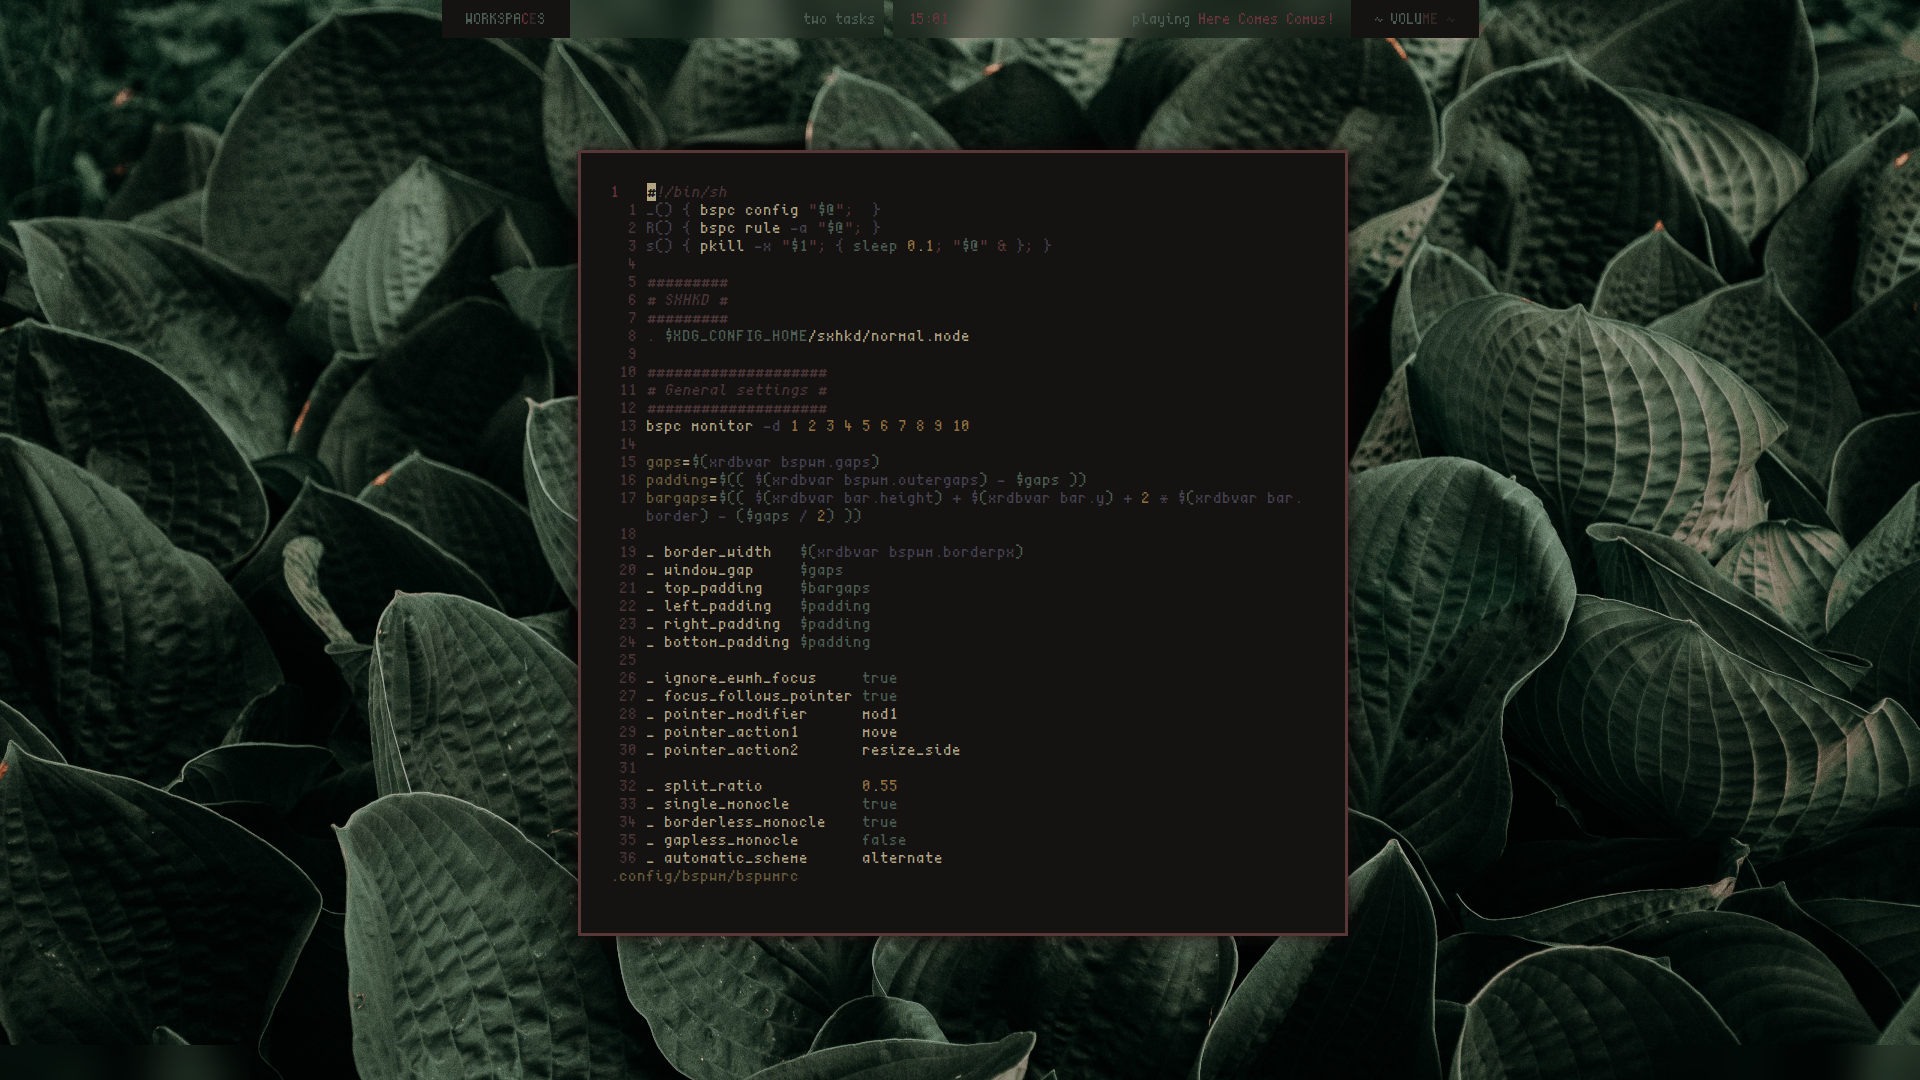 WORKSPACES
two tasks
15:01
playing Here Comes Comus!
~ VOLUME ~
1 #!/bin/sh
1 _() { bspc config "$@";  }
2 R() { bspc rule -a "$@"; }
3 s() { pkill -x "$1"; { sleep 0.1; "$@" & }; }
4
5 #########
6 # SXHKD #
7 #########
8 . $XDG_CONFIG_HOME/sxhkd/normal.mode
9
10 ####################
11 # General settings #
12 ####################
13 bspc monitor -d 1 2 3 4 5 6 7 8 9 10
14
15 gaps=$(xrdbvar bspwm.gaps)
16 padding=$(( $(xrdbvar bspwm.outergaps) - $gaps ))
17 bargaps=$(( $(xrdbvar bar.height) + $(xrdbvar bar.y) + 2 * $(xrdbvar bar.
border) - ($gaps / 2) ))
18
19 _ border_width   $(xrdbvar bspwm.borderpx)
20 _ window_gap     $gaps
21 _ top_padding    $bargaps
22 _ left_padding   $padding
23 _ right_padding  $padding
24 _ bottom_padding $padding
25
26 _ ignore_ewmh_focus     true
27 _ focus_follows_pointer true
28 _ pointer_modifier      mod1
29 _ pointer_action1       move
30 _ pointer_action2       resize_side
31
32 _ split_ratio           0.55
33 _ single_monocle        true
34 _ borderless_monocle    true
35 _ gapless_monocle       false
36 _ automatic_scheme      alternate
.config/bspwm/bspwmrc